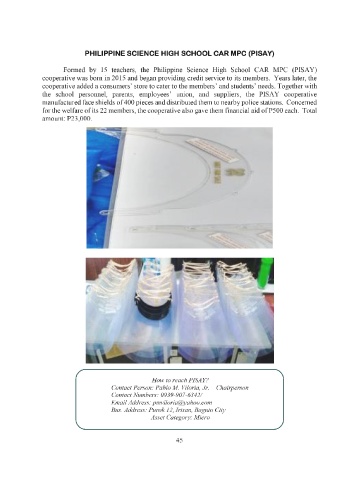 PHILIPPINE SCIENCE HIGH SCHOOL CAR MPC (PISAY)
Formed by 15 teachers, the Philippine Science High School CAR MPC (PISAY)
cooperative was born in 2015 and began providing credit service to its members. Years later, the
cooperative added a consumers' store to cater to the members' and students' needs. Together with
the school personnel, parents, employees' union, and suppliers, the PISAY cooperative
manufactured face shields of 400 pieces and distributed them to nearby police stations. Concerned
for the welfare of its 22 members, the cooperative also gave them financial aid of P500 each. Total
amount: P23,000.
How to reach PISAY?
Contact Person: Pablo M. Viloria, Jr. Chairperson
Contact Numbers:
Email Address: pmviloria@yahoo.com
Bus. Address: Purok 12, Irisan, Baguio City
Asset Category: Micro
45